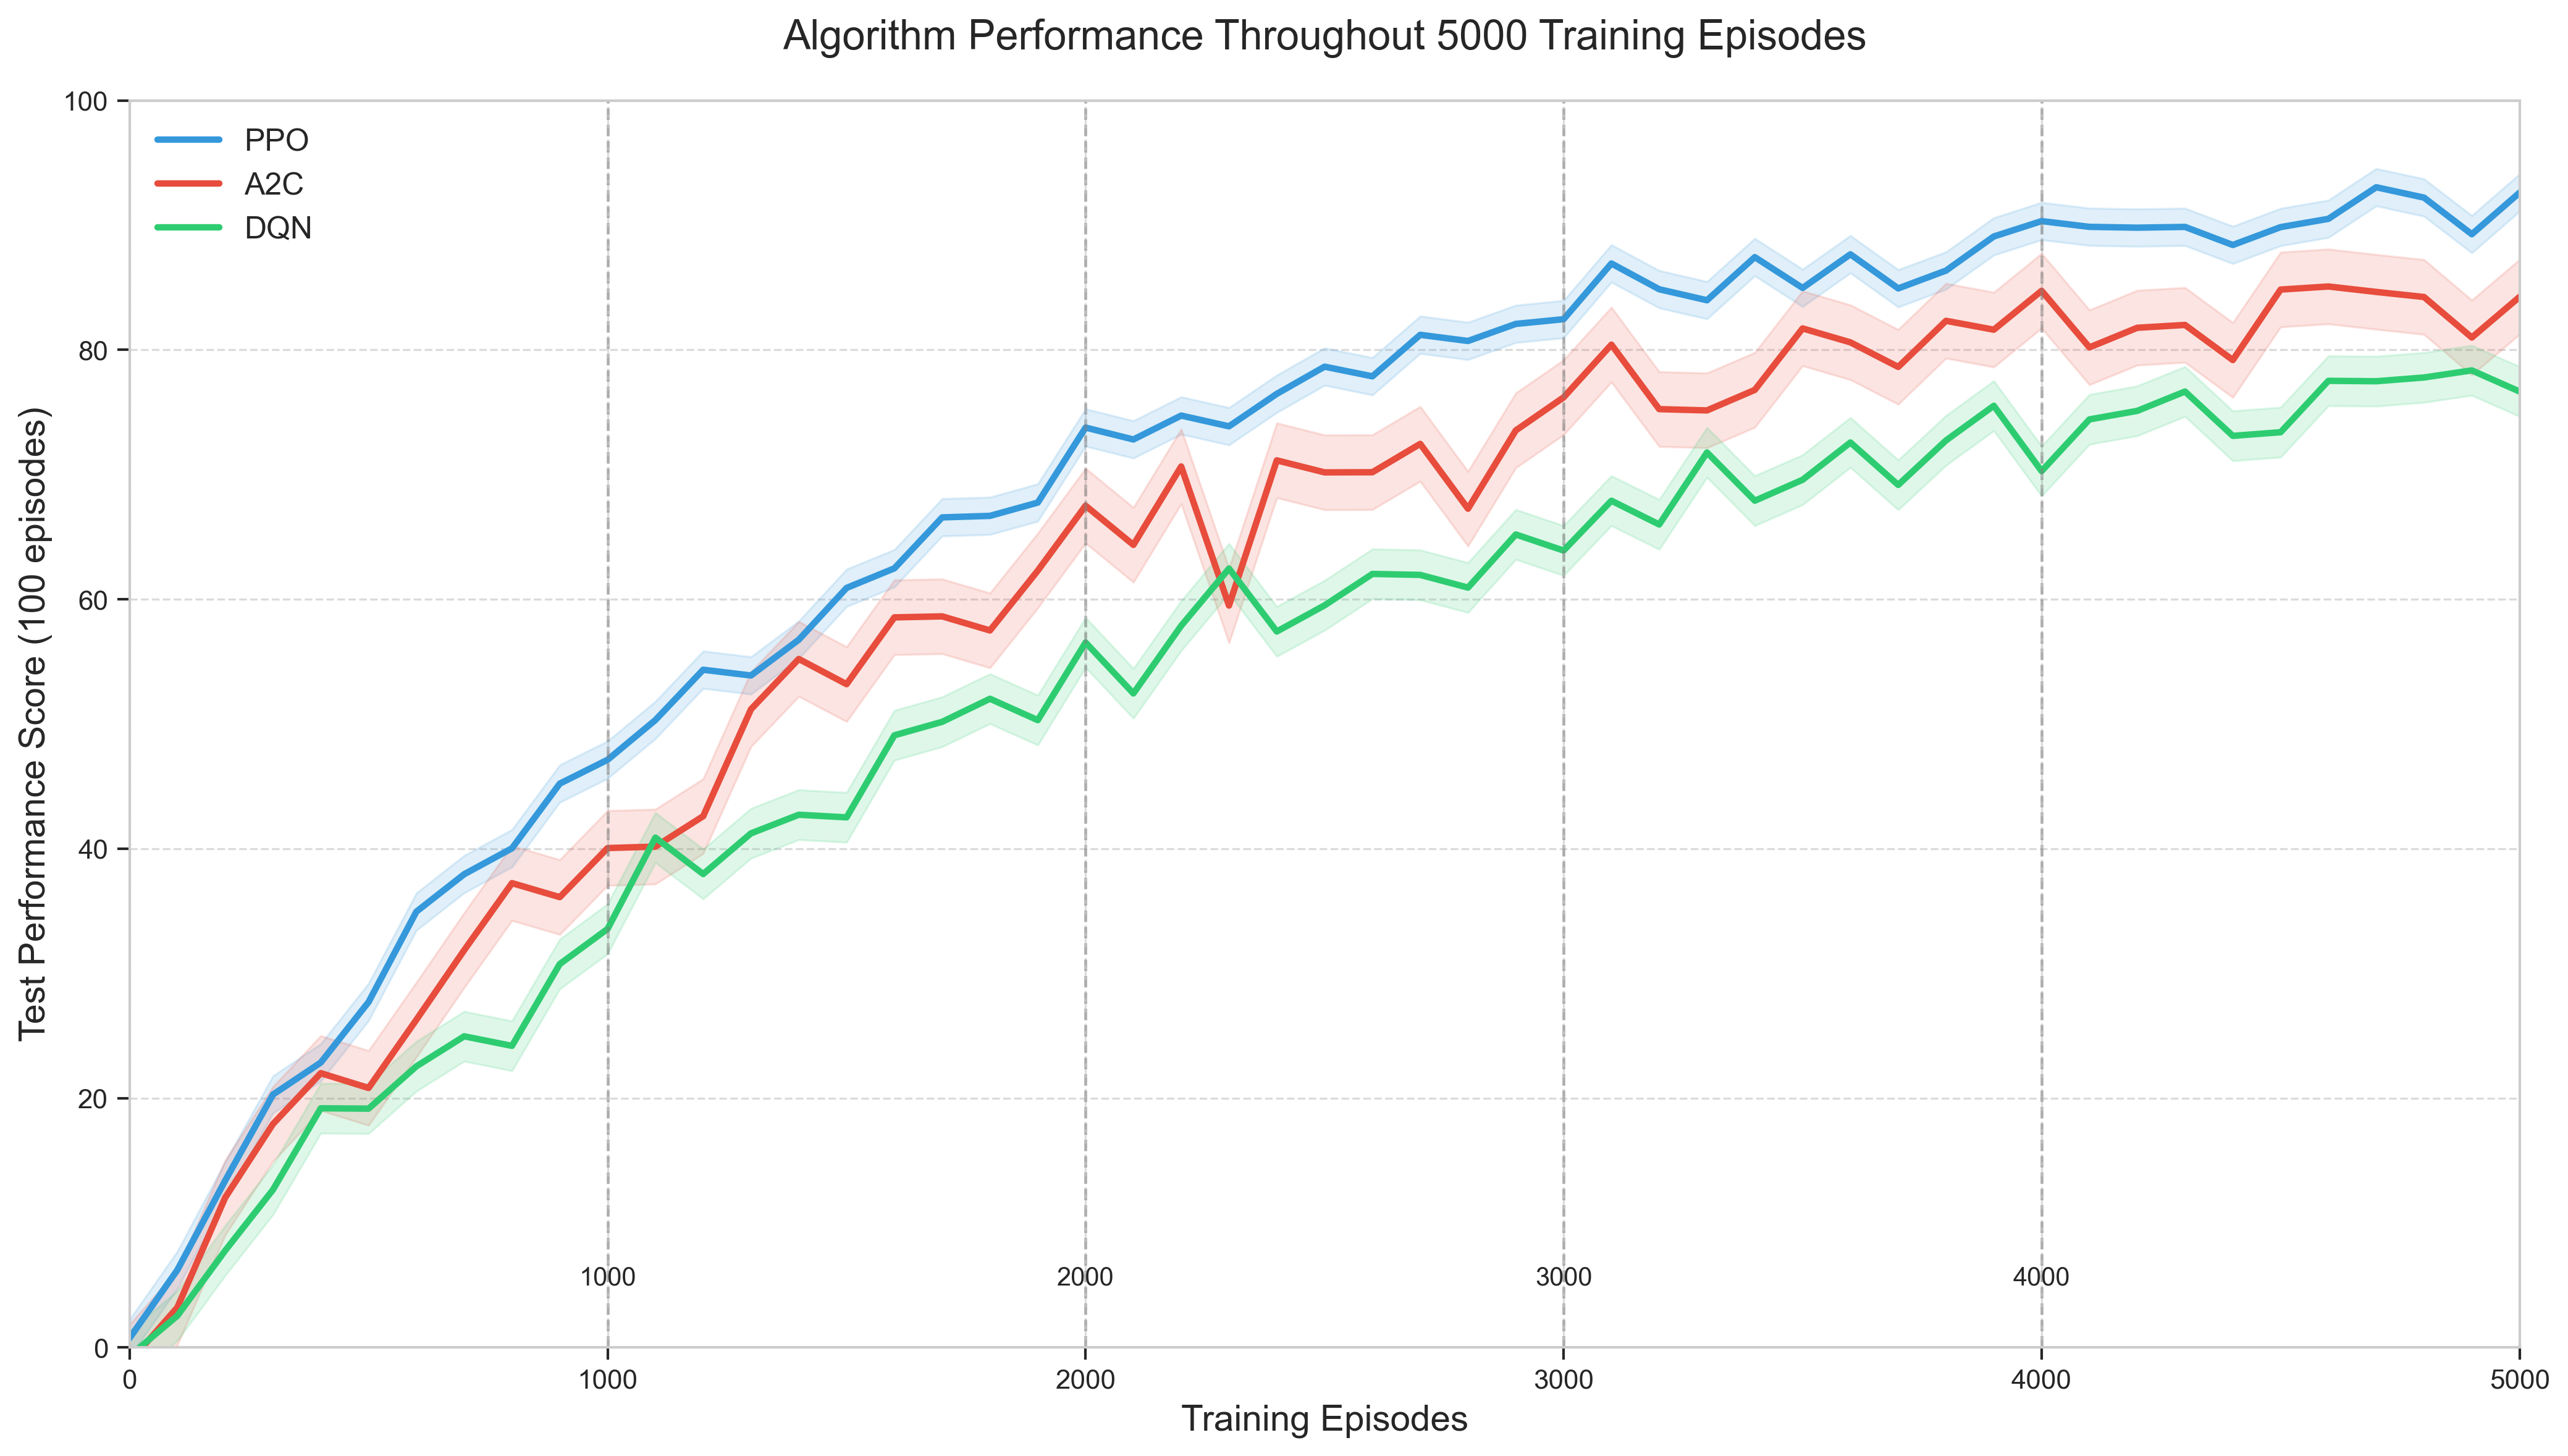 Algorithm Performance Throughout 5000 Training Episodes
PPO
A2C
DQN
Test Performance Score (100 episodes)
100
80
60
40
20
0
1000
2000
3000
4000
0
1000
2000
3000
4000
5000
Training Episodes